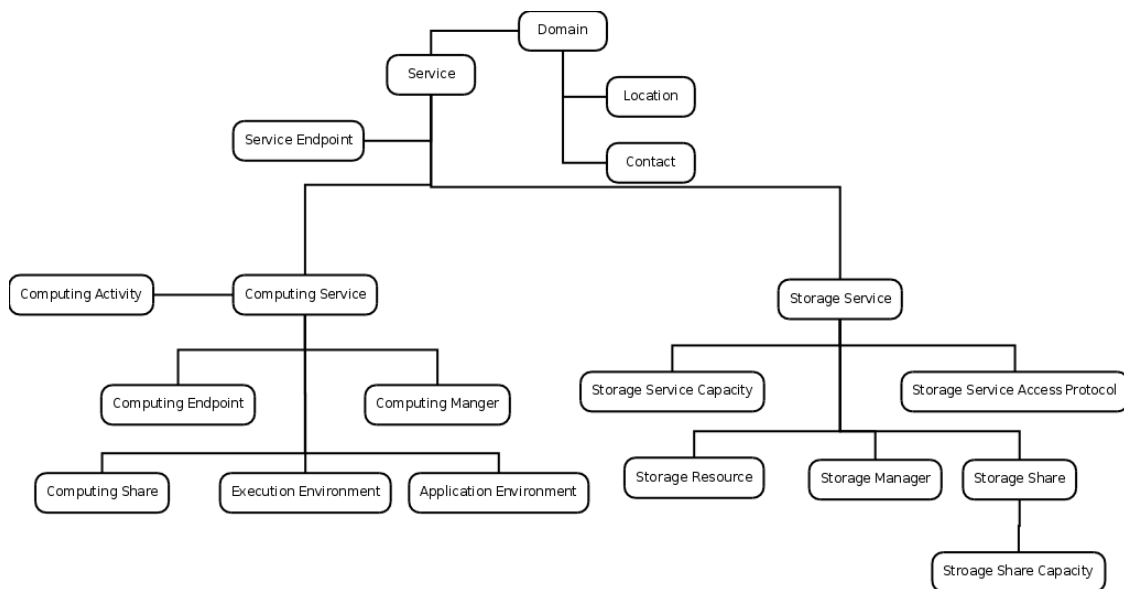 Domain
Service
Location
Service Endpoint
Contact
Computing Activity
Computing Service
Storage Service
Computing Endpoint
Computing Manger
Storage Service Capacity
Storage Service Access Protocol
Computing Share
Execution Environment
Application Environment
Storage Resource
Storage Manager
Storage Share
Stroage Share Capacity